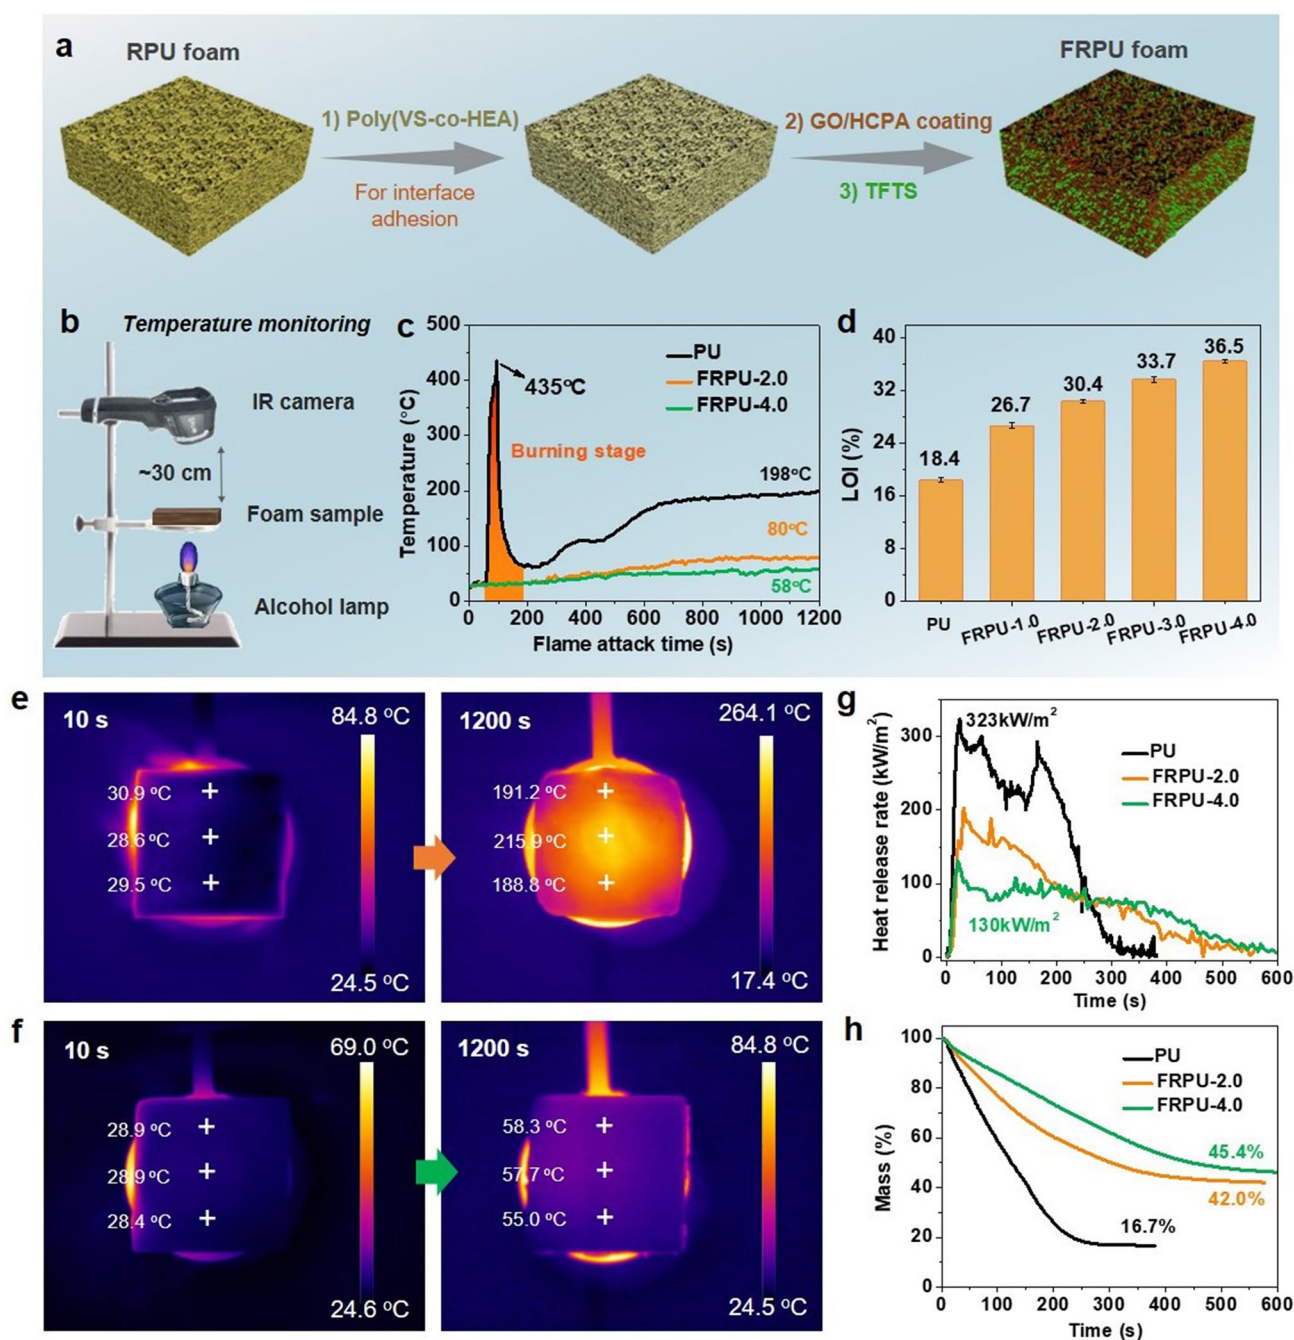 a
RPU foam
FRPU foam
1) Poly(VS-co-HEA)
For interface
adhesion
2) GO/HCPA coating
3) TFTS
b
Temperature monitoring
IR camera
~30 cm
Foam sample
Alcohol lamp
c
500
400
300
200
100
0
0 200 400 600 800 1000 1200
Temperature (°C)
Flame attack time (s)
PU
FRPU-2.0
FRPU-4.0
435°C
Burning stage
198°C
80°C
58°C
d
40
32
24
16
8
0
LOI (%)
18.4
26.7
30.4
33.7
36.5
PU
FRPU-1.0
FRPU-2.0
FRPU-3.0
FRPU-4.0
e
10 s
84.8 °C
30.9 °C
28.6 °C
29.5 °C
24.5 °C
1200 s
264.1 °C
191.2 °C
215.9 °C
188.8 °C
17.4 °C
f
10 s
69.0 °C
28.9 °C
28.9 °C
28.4 °C
24.6 °C
1200 s
84.8 °C
58.3 °C
57.7 °C
55.0 °C
24.5 °C
g
300
200
100
0
0 100 200 300 400 500 600
Heat release rate (kW/m²)
Time (s)
323kW/m²
130kW/m²
PU
FRPU-2.0
FRPU-4.0
h
100
80
60
40
20
0
0 100 200 300 400 500 600
Mass (%)
Time (s)
PU
FRPU-2.0
FRPU-4.0
45.4%
42.0%
16.7%